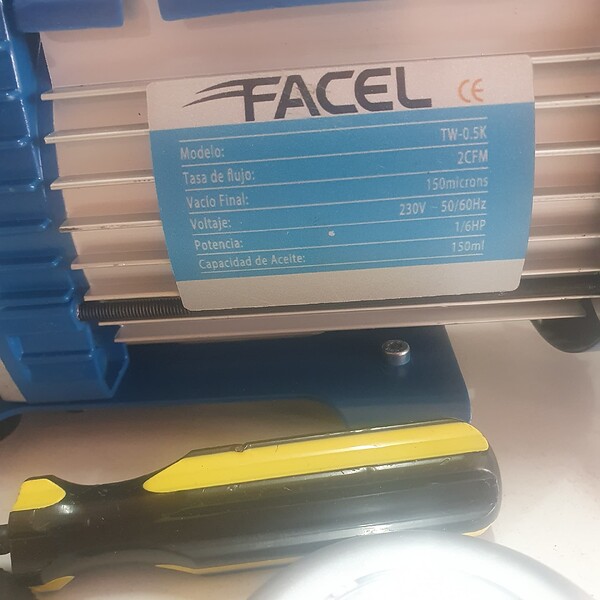 FACEL CE
Modelo: TW-0.5K
Tasa de flujo: 2CFM
Vacío Final: 150microns
Voltaje: 230V ~ 50/60Hz
Potencia: 1/6HP
Capacidad de Aceite: 150ml